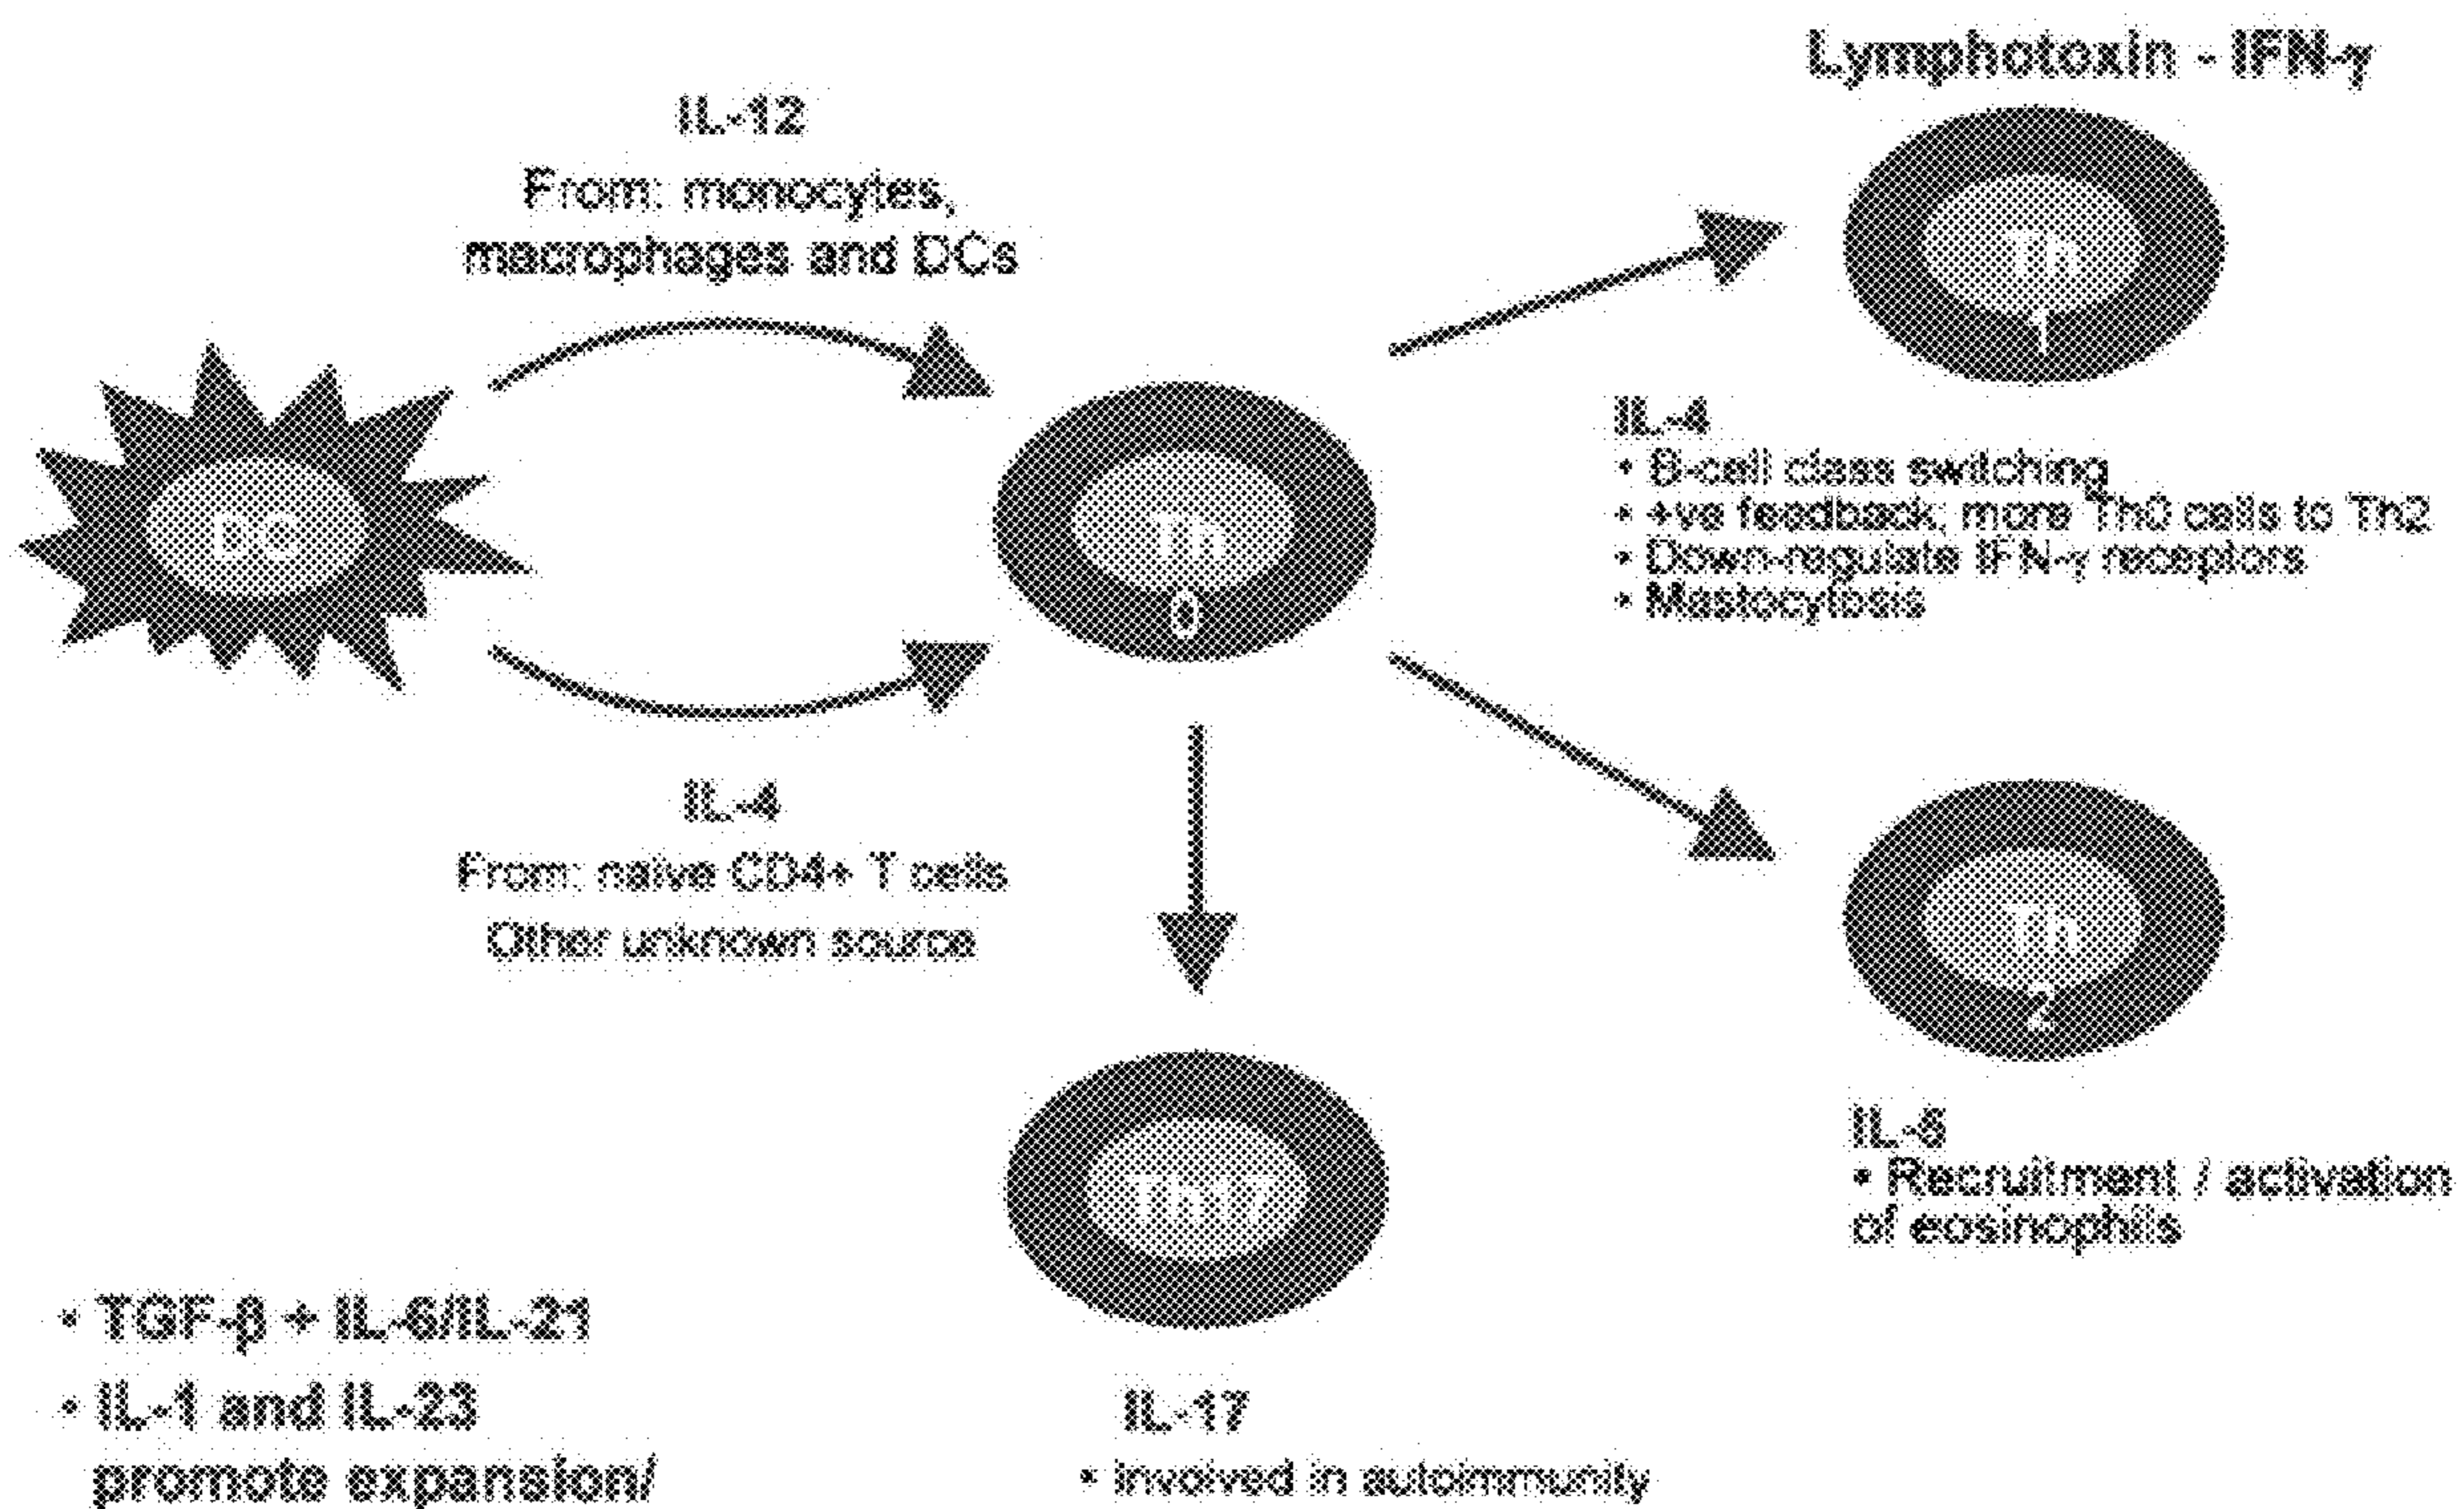 Lymphotoxin - IFN-γ
IL-12
From: monocytes,
macrophages and DCs
Th
1
IL-4
• B-cell class switching
• +ve feedback; more Th0 cells to Th2
• Down-regulate IFN-γ receptors
• Mastocytosis
DC
Th
0
IL-4
From: naive CD4+ T cells
Other unknown source
Th
2
IL-5
• Recruitment / activation
of eosinophils
Th17
• TGF-β + IL-6/IL-21
• IL-1 and IL-23
promote expansion/
IL-17
• involved in autoimmunity